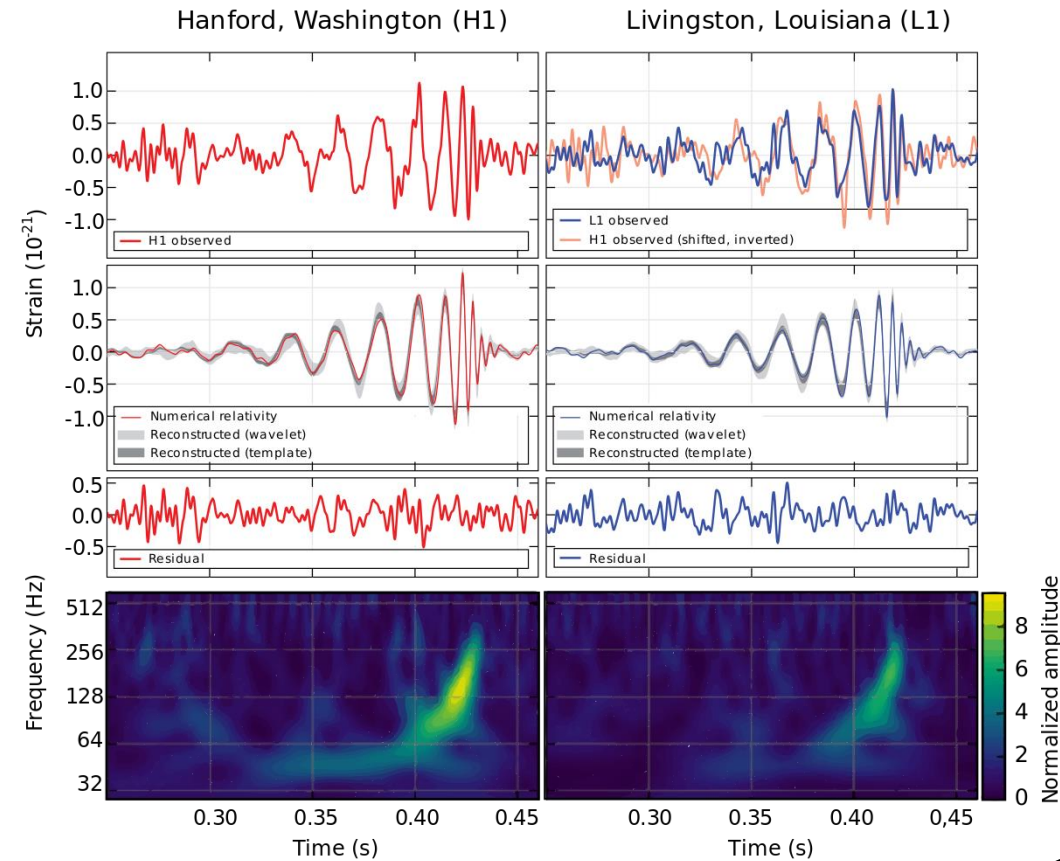 Hanford, Washington (H1)
Livingston, Louisiana (L1)
Strain (10^-21)
1.0
0.5
0.0
-0.5
-1.0
H1 observed
L1 observed
H1 observed (shifted, inverted)
1.0
0.5
0.0
-0.5
-1.0
Numerical relativity
Reconstructed (wavelet)
Reconstructed (template)
Numerical relativity
Reconstructed (wavelet)
Reconstructed (template)
0.5
0.0
-0.5
Residual
Residual
Frequency (Hz)
512
256
128
64
32
0.30
0.35
0.40
0.45
Time (s)
0.30
0.35
0.40
0,45
Time (s)
8
6
4
2
0
Normalized amplitude